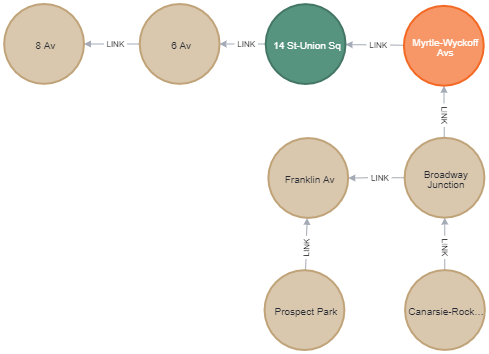 8 Av
LINK
6 Av
LINK
14 St-Union Sq
LINK
Myrtle-Wyckoff
Avs
LINK
Franklin Av
LINK
Broadway
Junction
LINK
LINK
Prospect Park
Canarsie-Rock...